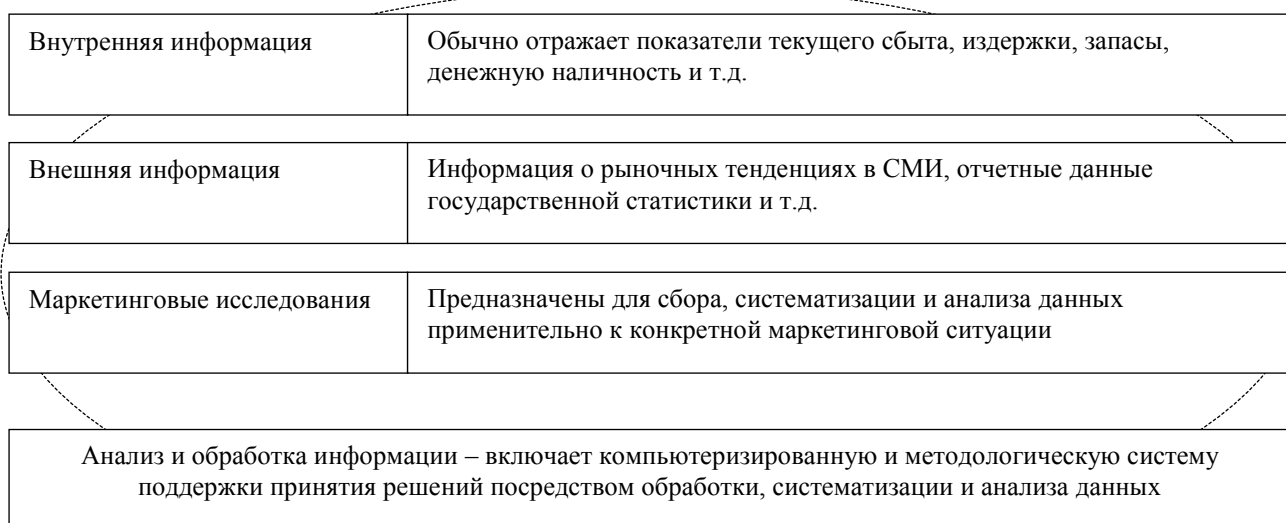 Внутренняя информация
Обычно отражает показатели текущего сбыта, издержки, запасы,
денежную наличность и т.д.
Внешняя информация
Информация о рыночных тенденциях в СМИ, отчетные данные
государственной статистики и т.д.
Маркетинговые исследования
Предназначены для сбора, систематизации и анализа данных
применительно к конкретной маркетинговой ситуации
Анализ и обработка информации – включает компьютеризированную и методологическую систему
поддержки принятия решений посредством обработки, систематизации и анализа данных